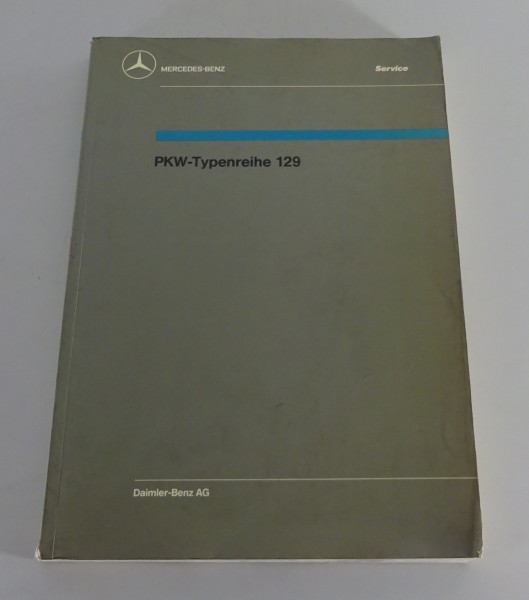 MERCEDES-BENZ Service
PKW-Typenreihe 129
Daimler-Benz AG